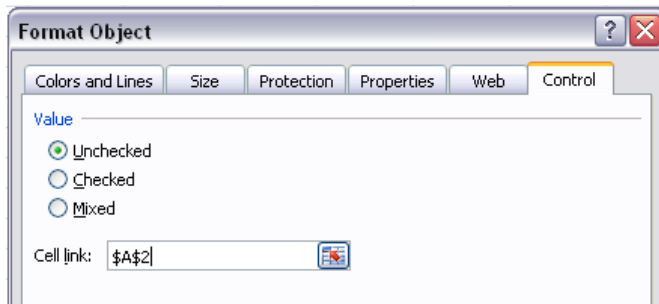 Format Object
Colors and Lines Size Protection Properties Web Control
Value
Unchecked
Checked
Mixed
Cell link: $A$2